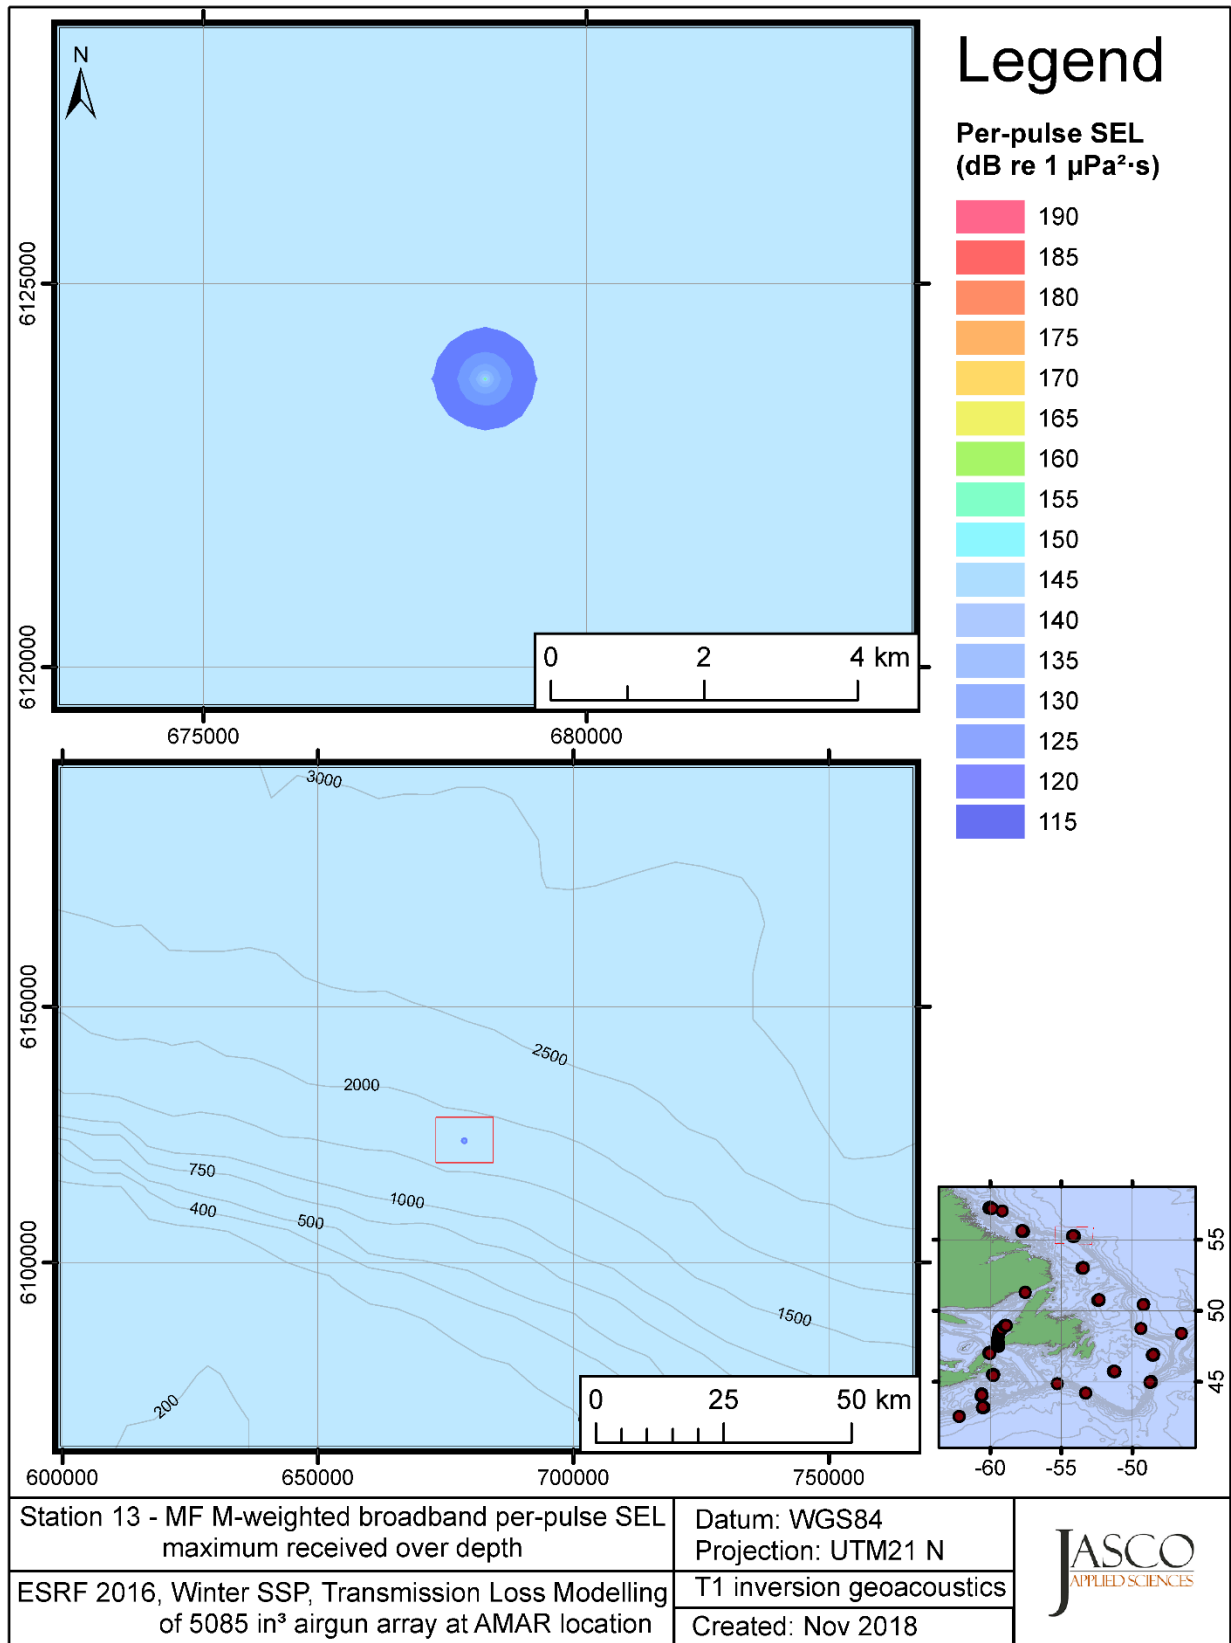 N
6125000
6120000
0 2 4 km
675000 680000
Legend
Per-pulse SEL
(dB re 1 µPa²·s)
190
185
180
175
170
165
160
155
150
145
140
135
130
125
120
115
3000
2500
2000
750
1000
400
500
1500
200
6150000
6100000
0 25 50 km
600000 650000 700000 750000
55
50
45
-60 -55 -50
Station 13 - MF M-weighted broadband per-pulse SEL
maximum received over depth
ESRF 2016, Winter SSP, Transmission Loss Modelling
of 5085 in³ airgun array at AMAR location
Datum: WGS84
Projection: UTM21 N
T1 inversion geoacoustics
Created: Nov 2018
JASCO
APPLIED SCIENCES